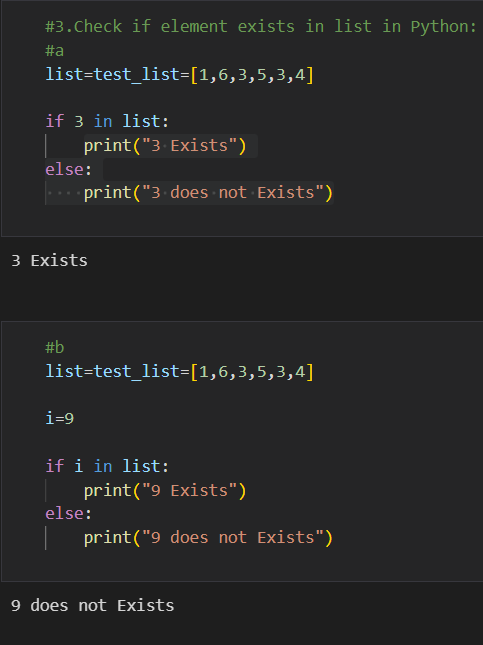 #3.Check if element exists in list in Python:
#a
list=test_list=[1,6,3,5,3,4]
if 3 in list:
print("3 Exists")
else:
print("3 does not Exists")
3 Exists
#b
list=test_list=[1,6,3,5,3,4]
i=9
if i in list:
print("9 Exists")
else:
print("9 does not Exists")
9 does not Exists